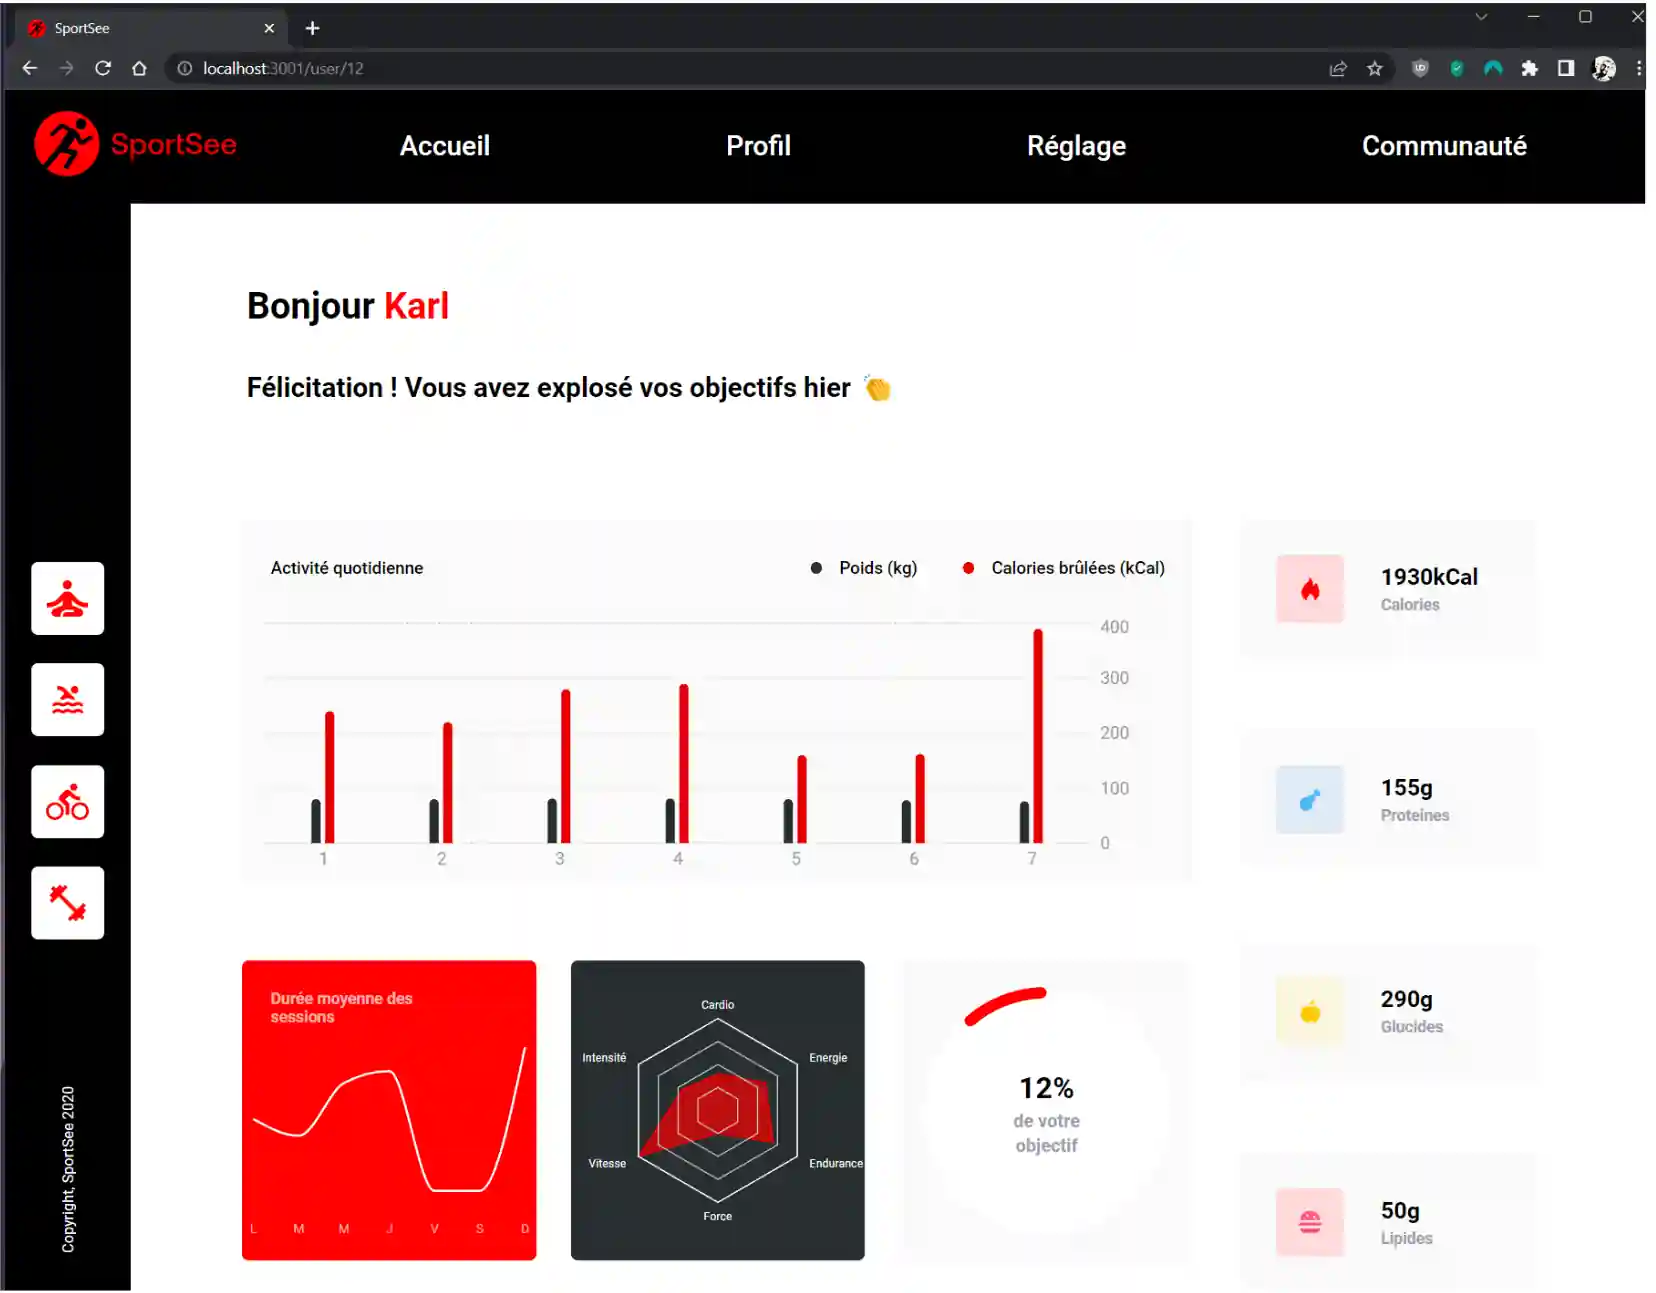 SportSee
localhost:3001/user/12
SportSee
Accueil
Profil
Réglage
Communauté
Bonjour Karl
Félicitation ! Vous avez explosé vos objectifs hier 👏
Activité quotidienne
Poids (kg)
Calories brûlées (kCal)
400
300
200
100
0
1
2
3
4
5
6
7
1930kCal
Calories
155g
Proteines
290g
Glucides
50g
Lipides
Durée moyenne des
sessions
L
M
M
J
V
S
D
Cardio
Intensité
Energie
Vitesse
Endurance
Force
12%
de votre
objectif
Copyright, SportSee 2020